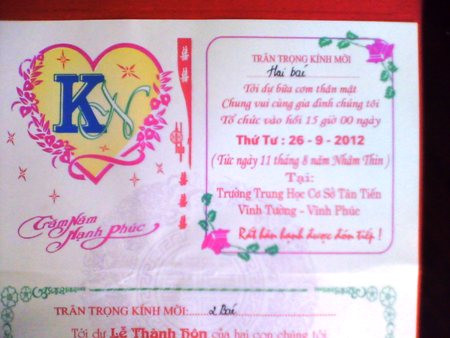 KN
Trăm Năm
Hạnh Phúc
TRÂN TRỌNG KÍNH MỜI
Hai bác
Tới dự bữa cơm thân mật
Chung vui cùng gia đình chúng tôi
Tổ chức vào hồi 15 giờ 00 ngày
Thứ Tư : 26 - 9 - 2012
(Tức ngày 11 tháng 8 năm Nhâm Thìn)
Tại:
Trường Trung Học Cơ Sở Tân Tiến
Vĩnh Tường - Vĩnh Phúc
Rất hân hạnh được đón tiếp !
TRÂN TRỌNG KÍNH MỜI:...2 Bác
Tới dự Lễ Thành Hôn của hai con chúng tôi